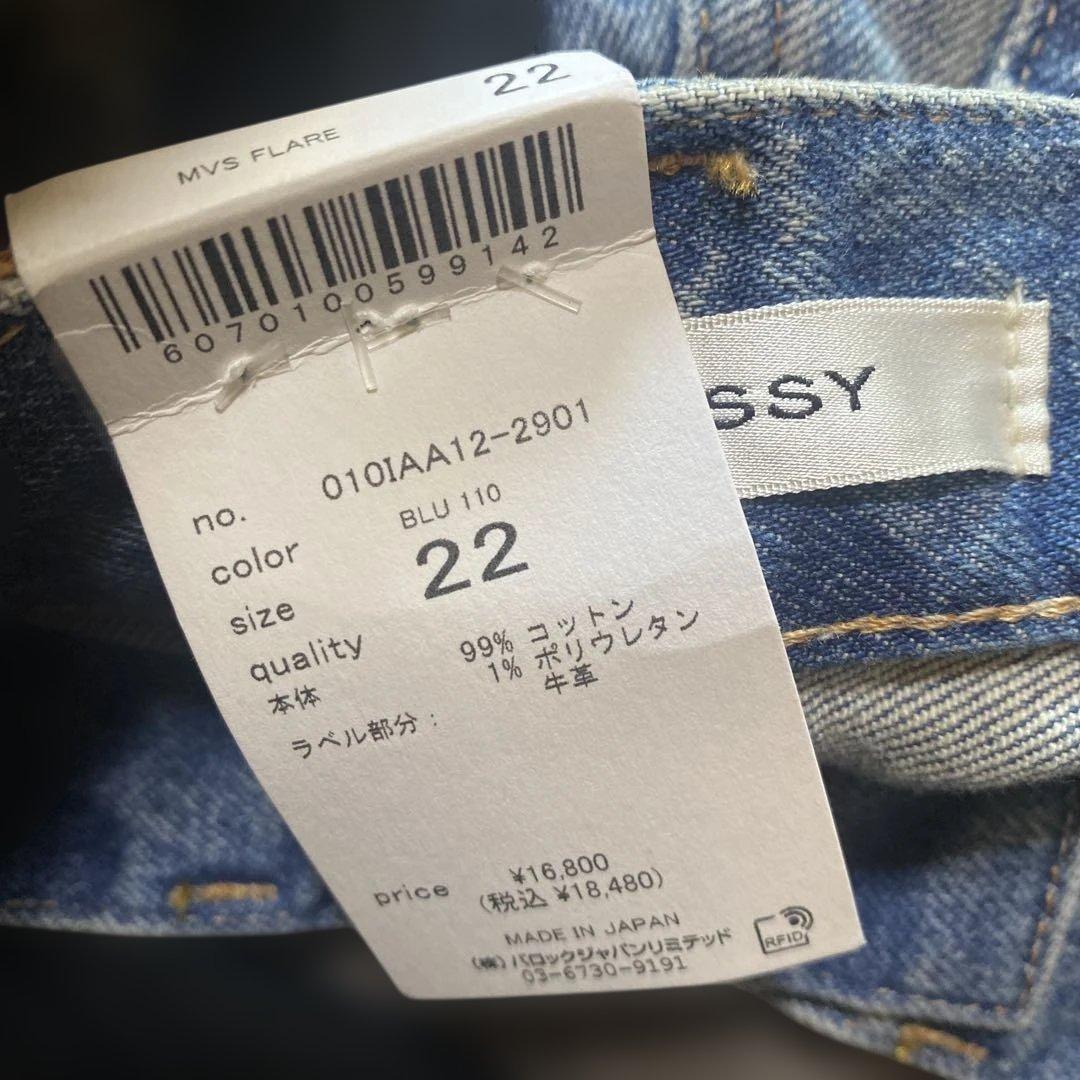 22
MVS FLARE
6070100599142
no. 010IAA12-2901
color BLU 110
size 22
quality
本体 99% コットン
1% ポリウレタン
ラベル部分： 牛革
SSY
price ¥16,800
(税込 ¥18,480)
MADE IN JAPAN
(株)バロックジャパンリミテッド
03-6730-9191
RFID